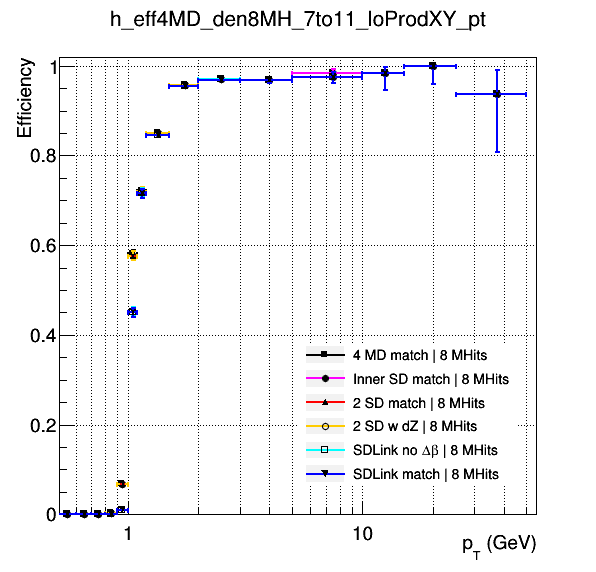 h_eff4MD_den8MH_7to11_loProdXY_pt
Efficiency
1
0.8
0.6
0.4
0.2
0
4 MD match | 8 MHits
Inner SD match | 8 MHits
2 SD match | 8 MHits
2 SD w dZ | 8 MHits
SDLink no Δβ | 8 MHits
SDLink match | 8 MHits
1 10
p_T (GeV)